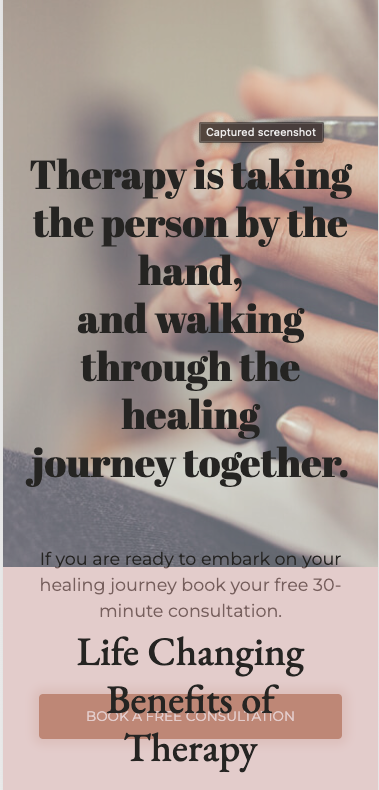 Captured screenshot
Therapy is taking
the person by the
hand,
and walking
through the
healing
journey together.
If you are ready to embark on your
healing journey book your free 30-
minute consultation.
Life Changing
Benefits of
BOOK A FREE CONSULTATION
Therapy